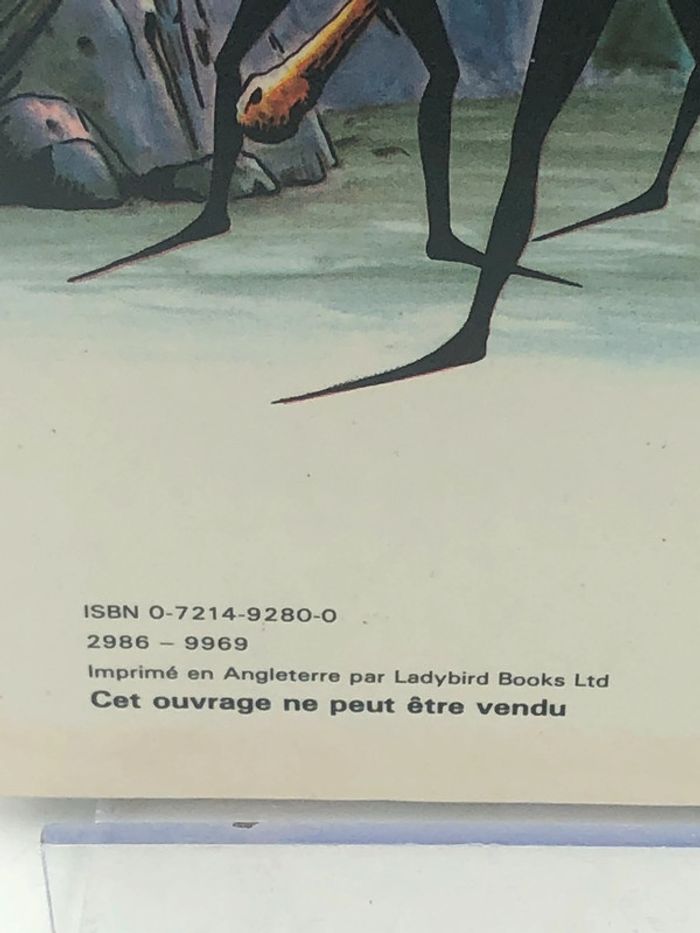 ISBN 0-7214-9280-0
2986 – 9969
Imprimé en Angleterre par Ladybird Books Ltd
Cet ouvrage ne peut être vendu